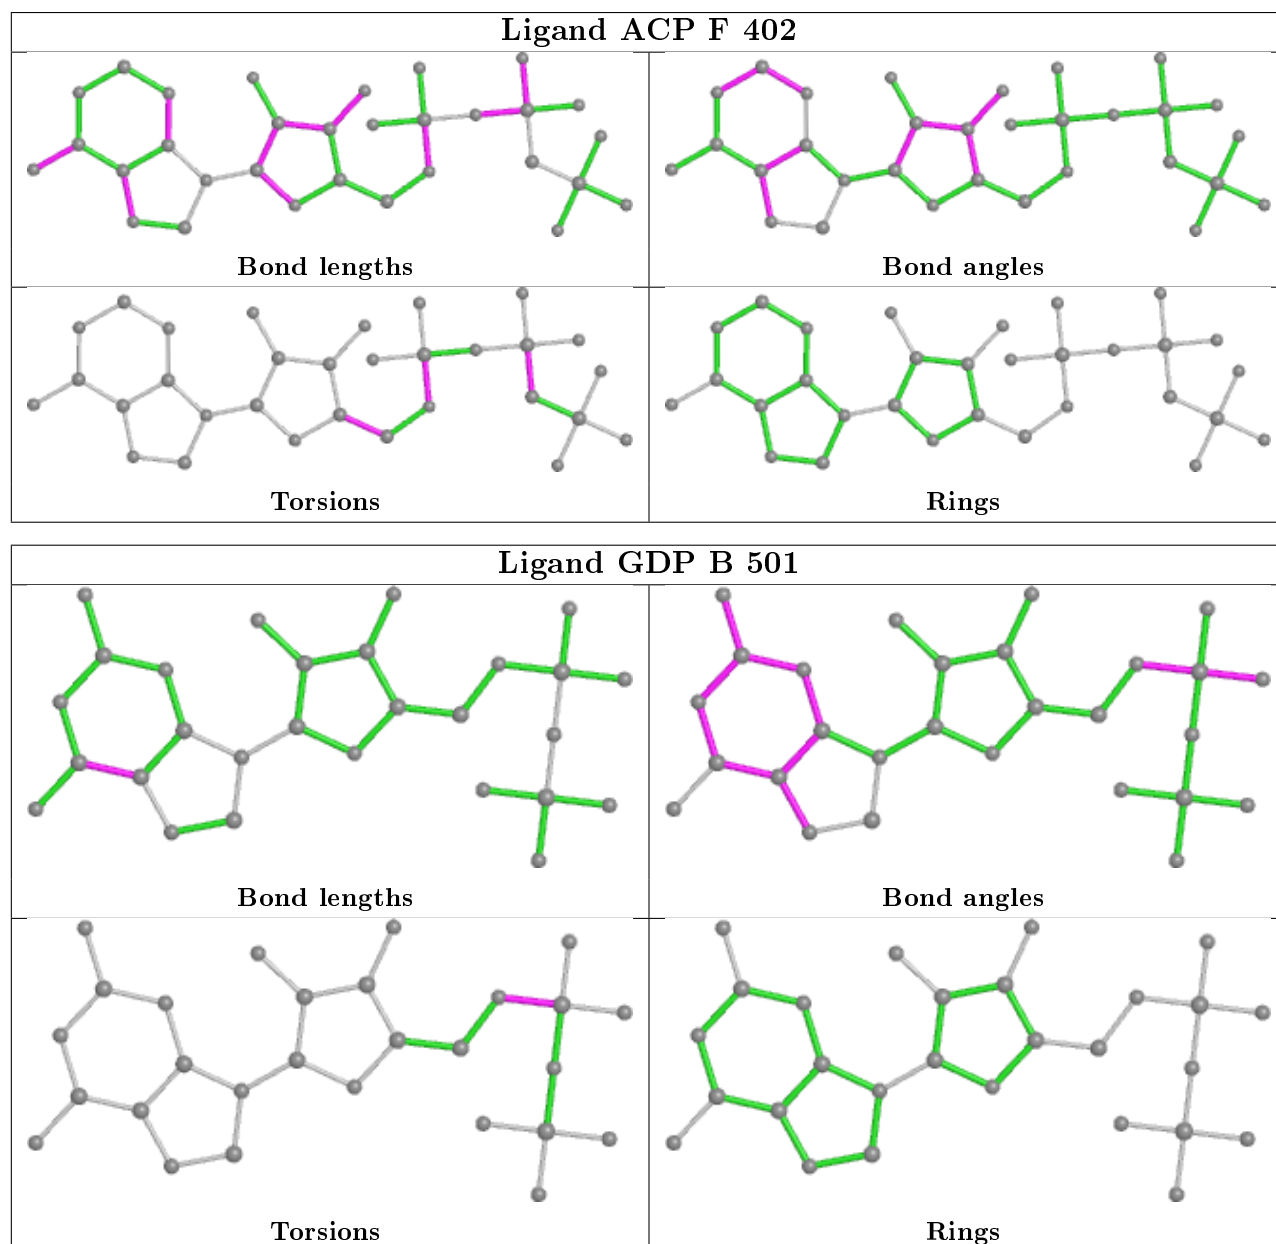 Ligand ACP F 402
Bond lengths
Bond angles
Torsions
Rings
Ligand GDP B 501
Bond lengths
Bond angles
Torsions
Rings